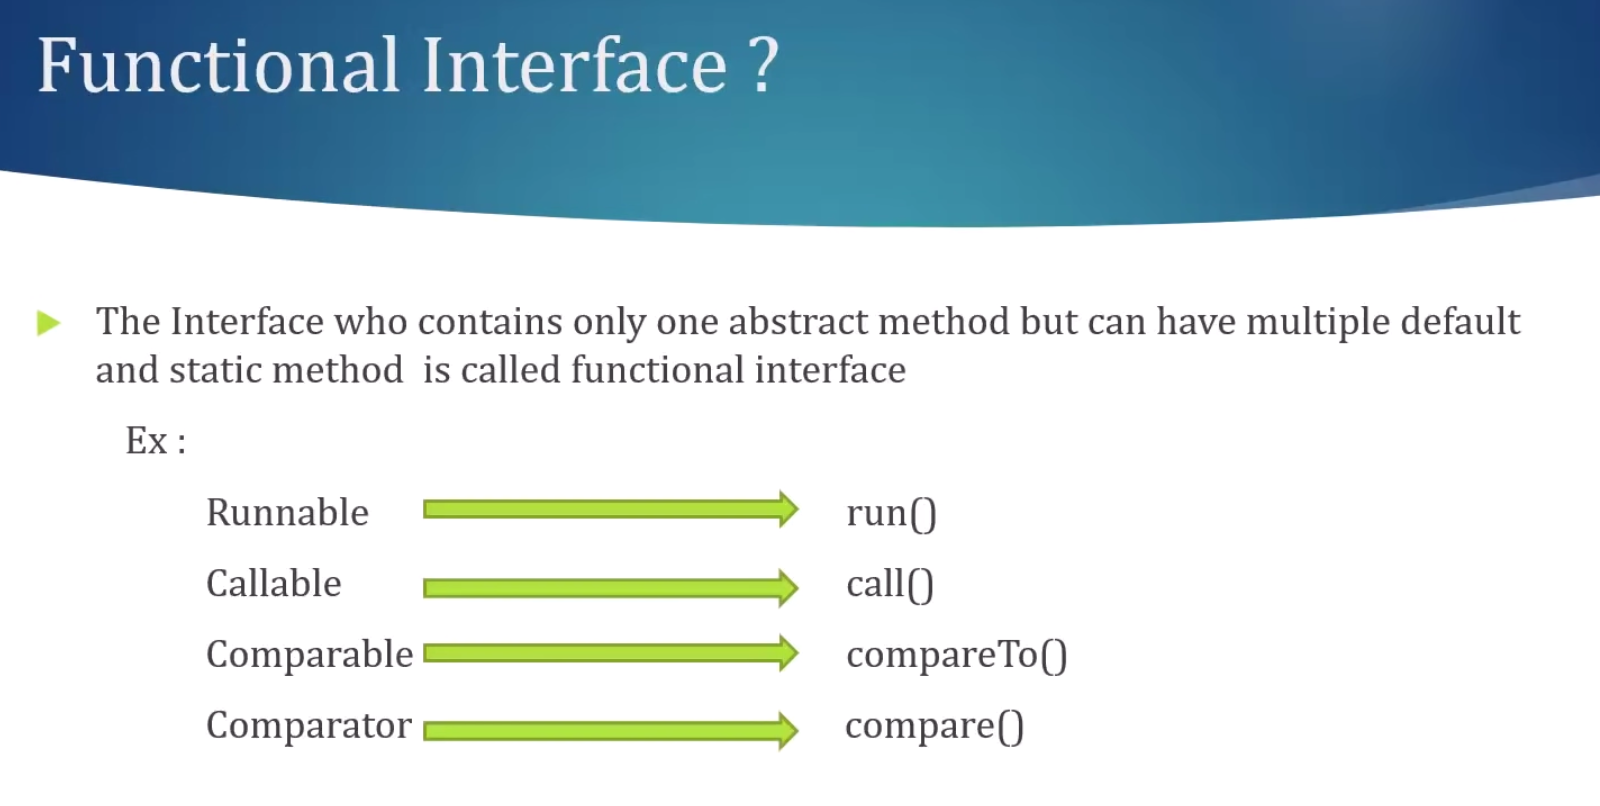 Functional Interface ?
The Interface who contains only one abstract method but can have multiple default
and static method  is called functional interface
Ex :
Runnable run()
Callable call()
Comparable compareTo()
Comparator compare()